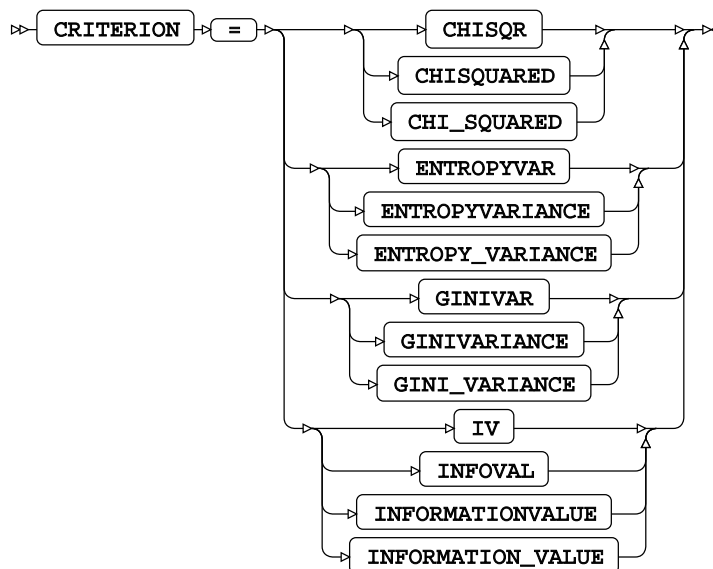 CRITERION = CHISQR
CHISQUARED
CHI_SQUARED
ENTROPYVAR
ENTROPYVARIANCE
ENTROPY_VARIANCE
GINIVAR
GINIVARIANCE
GINI_VARIANCE
IV
INFOVAL
INFORMATIONVALUE
INFORMATION_VALUE